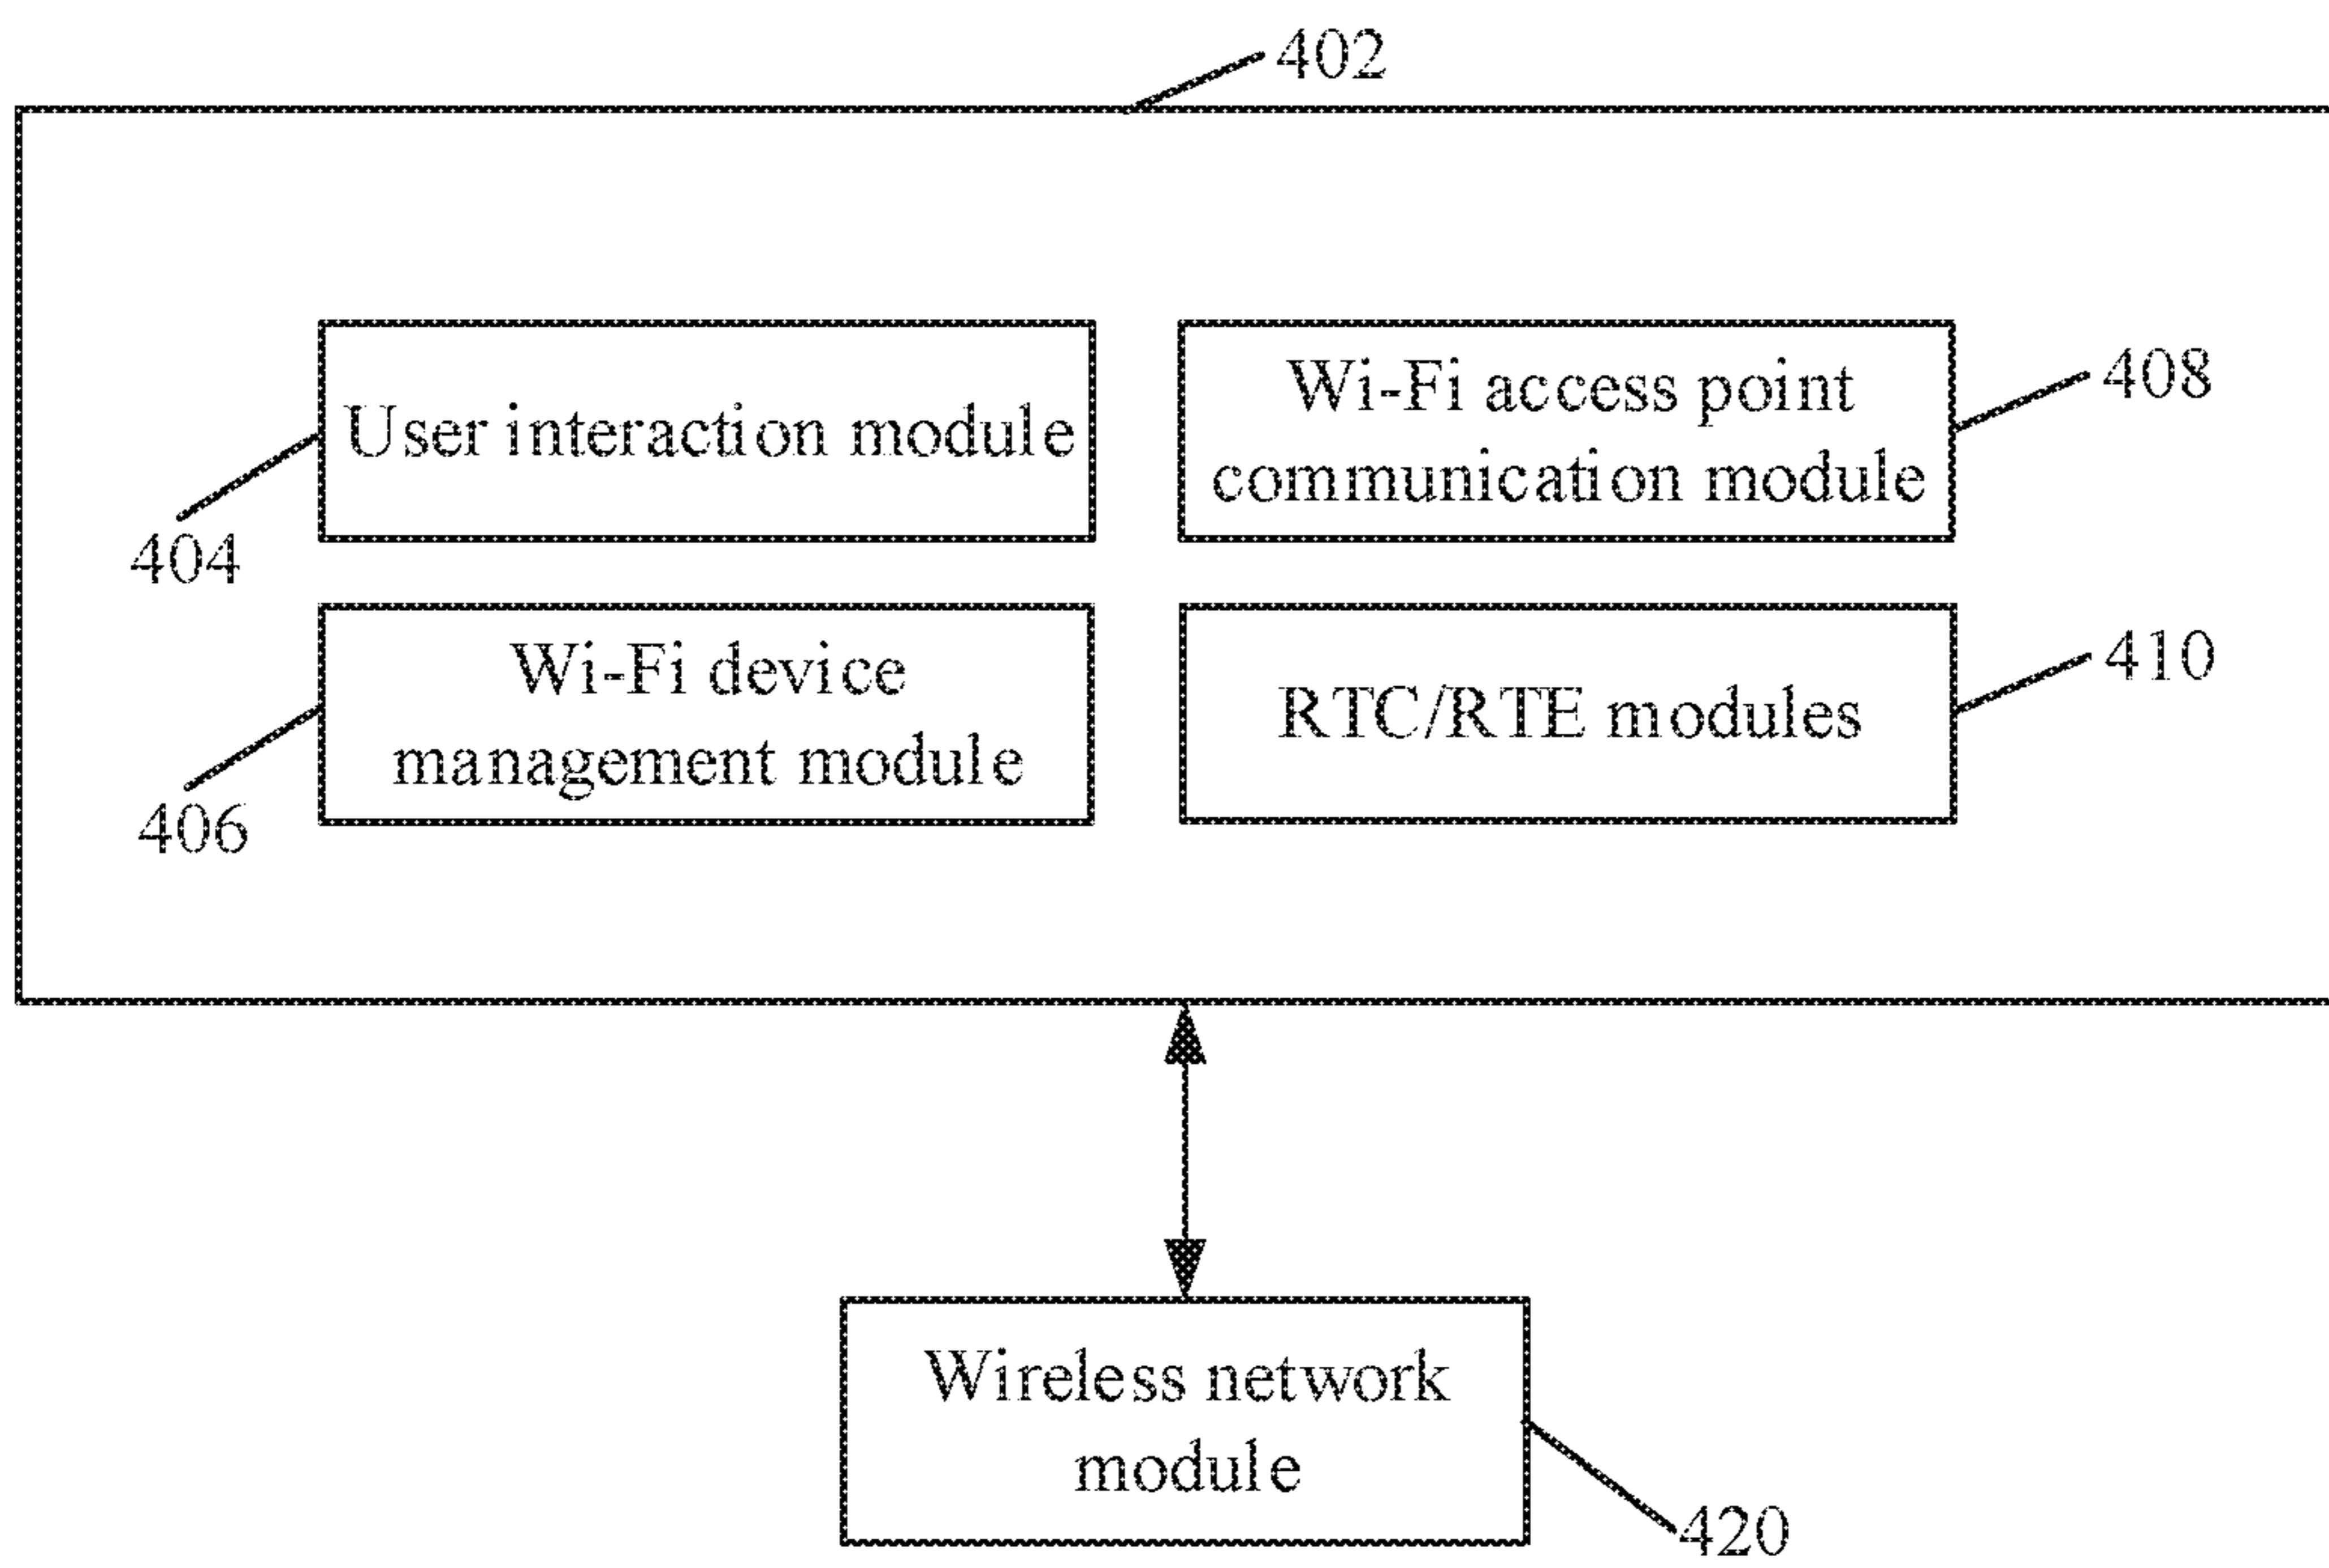 402
User interaction module
404
Wi-Fi access point
communication module
408
Wi-Fi device
management module
406
RTC/RTE modules
410
Wireless network
module
420